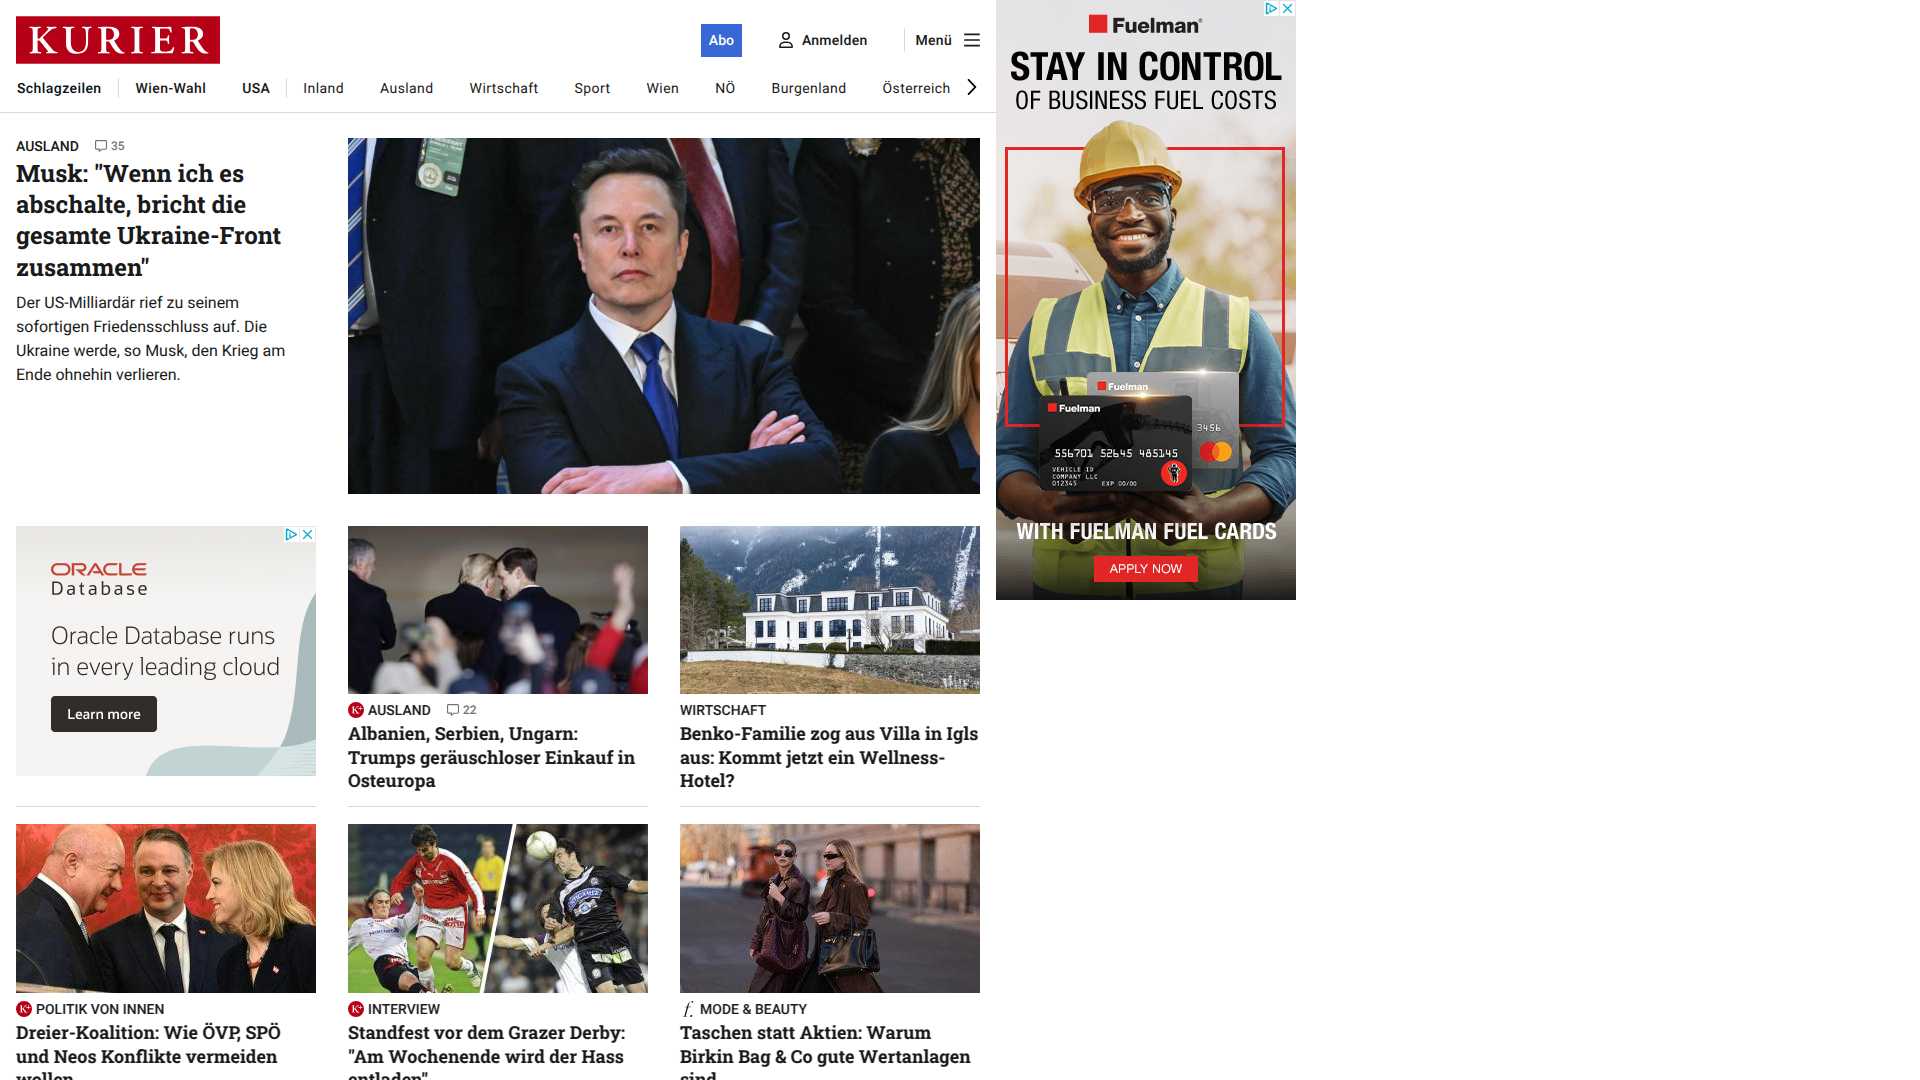 KURIER
Abo
Anmelden
Menü
Schlagzeilen
Wien-Wahl
USA
Inland
Ausland
Wirtschaft
Sport
Wien
NÖ
Burgenland
Österreich
AUSLAND 35
Musk: "Wenn ich es
abschalte, bricht die
gesamte Ukraine-Front
zusammen"
Der US-Milliardär rief zu seinem
sofortigen Friedensschluss auf. Die
Ukraine werde, so Musk, den Krieg am
Ende ohnehin verlieren.
Fuelman
STAY IN CONTROL
OF BUSINESS FUEL COSTS
Fuelman
Fuelman
3456
556701 52645 485145
VEHICLE ID
COMPANY LLC
012345 EXP 00/00
WITH FUELMAN FUEL CARDS
APPLY NOW
ORACLE
Database
Oracle Database runs
in every leading cloud
Learn more
K+ AUSLAND 22
Albanien, Serbien, Ungarn:
Trumps geräuschloser Einkauf in
Osteuropa
WIRTSCHAFT
Benko-Familie zog aus Villa in Igls
aus: Kommt jetzt ein Wellness-
Hotel?
K+ POLITIK VON INNEN
Dreier-Koalition: Wie ÖVP, SPÖ
und Neos Konflikte vermeiden
wollen
K+ INTERVIEW
Standfest vor dem Grazer Derby:
"Am Wochenende wird der Hass
entladen"
f. MODE & BEAUTY
Taschen statt Aktien: Warum
Birkin Bag & Co gute Wertanlagen
sind